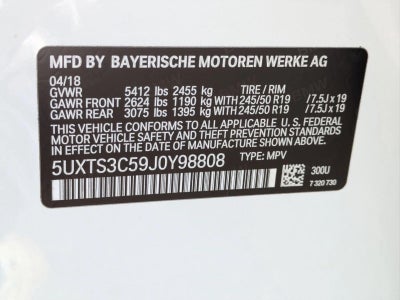 MFD BY BAYERISCHE MOTOREN WERKE AG
04/18
GVWR 5412 lbs 2455 kg TIRE / RIM
GAWR FRONT 2624 lbs 1190 kg 245/50 R19 /7.5J x 19
GAWR REAR 3075 lbs 1395 kg 245/50 R19 /7.5J x 19
THIS VEHICLE CONFORMS TO ALL APPLICABLE U.S. FEDERAL
MOTOR VEHICLE SAFETY, BUMPER, AND THEFT PREVENTION
STANDARDS IN EFFECT ON THE DATE OF MANUFACTURE SHOWN ABOVE.
5UXTS3C59J0Y98808
TYPE: MPV 300U
7 320 730